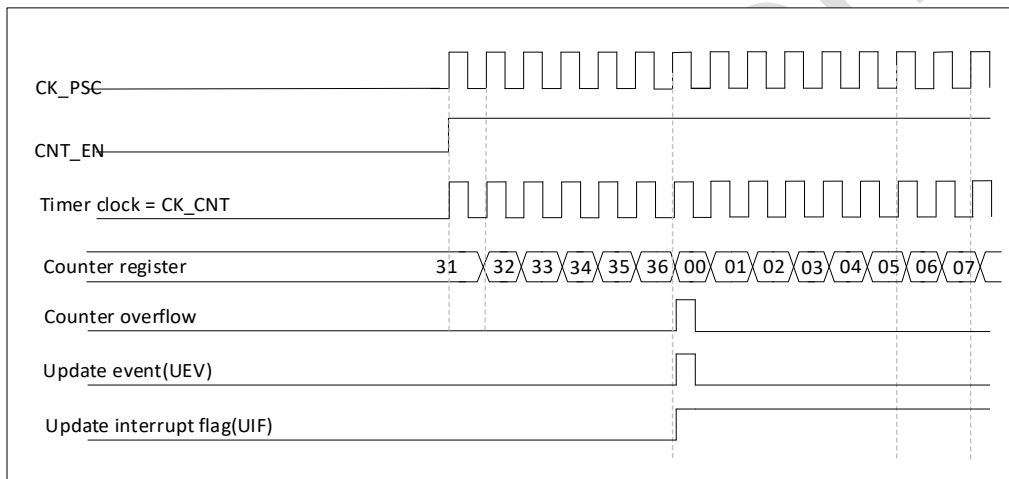 CK_PSC
CNT_EN
Timer clock = CK_CNT
Counter register 31 32 33 34 35 36 00 01 02 03 04 05 06 07
Counter overflow
Update event(UEV)
Update interrupt flag(UIF)